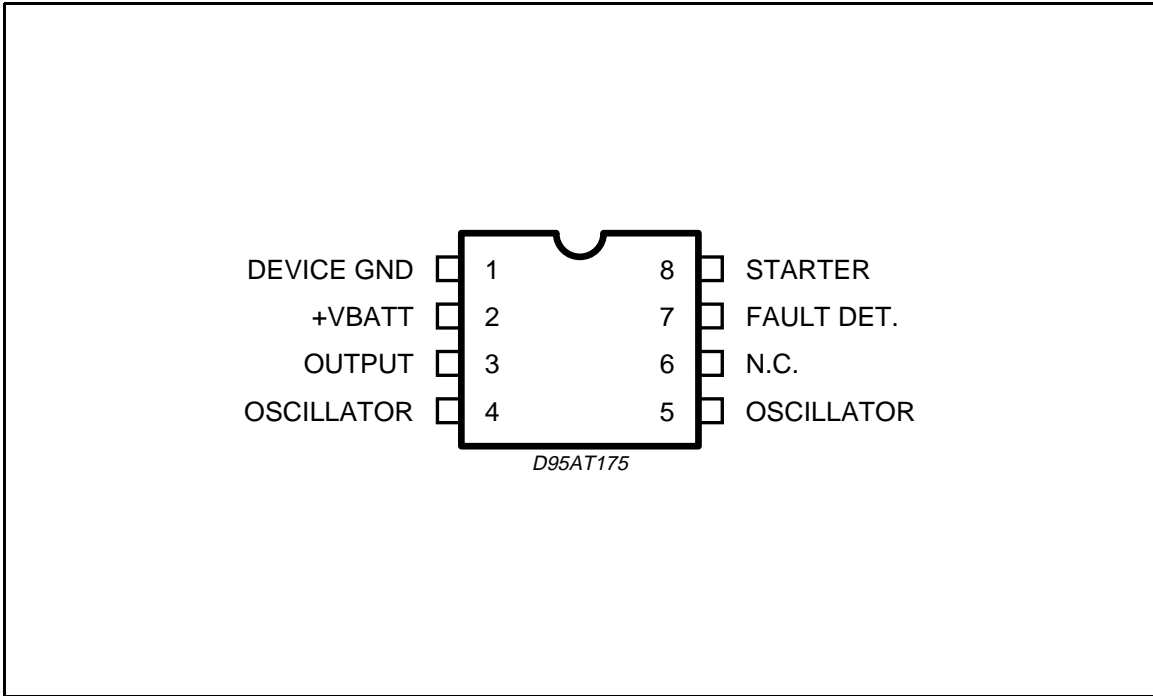 DEVICE GND 1 8 STARTER
+VBATT 2 7 FAULT DET.
OUTPUT 3 6 N.C.
OSCILLATOR 4 5 OSCILLATOR
D95AT175